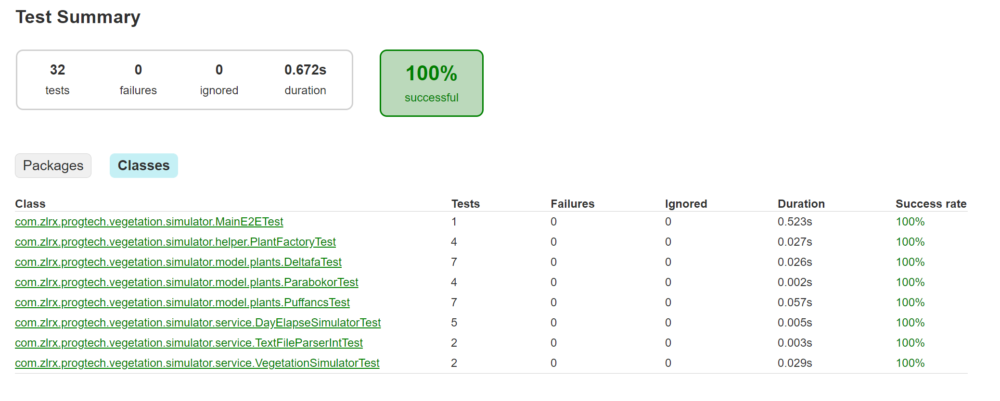 Test Summary
32 0 0 0.672s
tests failures ignored duration
100%
successful
Packages Classes
Class Tests Failures Ignored Duration Success rate
com.zlrx.progtech.vegetation.simulator.MainE2ETest 1 0 0 0.523s 100%
com.zlrx.progtech.vegetation.simulator.helper.PlantFactoryTest 4 0 0 0.027s 100%
com.zlrx.progtech.vegetation.simulator.model.plants.DeltafaTest 7 0 0 0.026s 100%
com.zlrx.progtech.vegetation.simulator.model.plants.ParabokorTest 4 0 0 0.002s 100%
com.zlrx.progtech.vegetation.simulator.model.plants.PuffancsTest 7 0 0 0.057s 100%
com.zlrx.progtech.vegetation.simulator.service.DayElapseSimulatorTest 5 0 0 0.005s 100%
com.zlrx.progtech.vegetation.simulator.service.TextFileParserIntTest 2 0 0 0.003s 100%
com.zlrx.progtech.vegetation.simulator.service.VegetationSimulatorTest 2 0 0 0.029s 100%